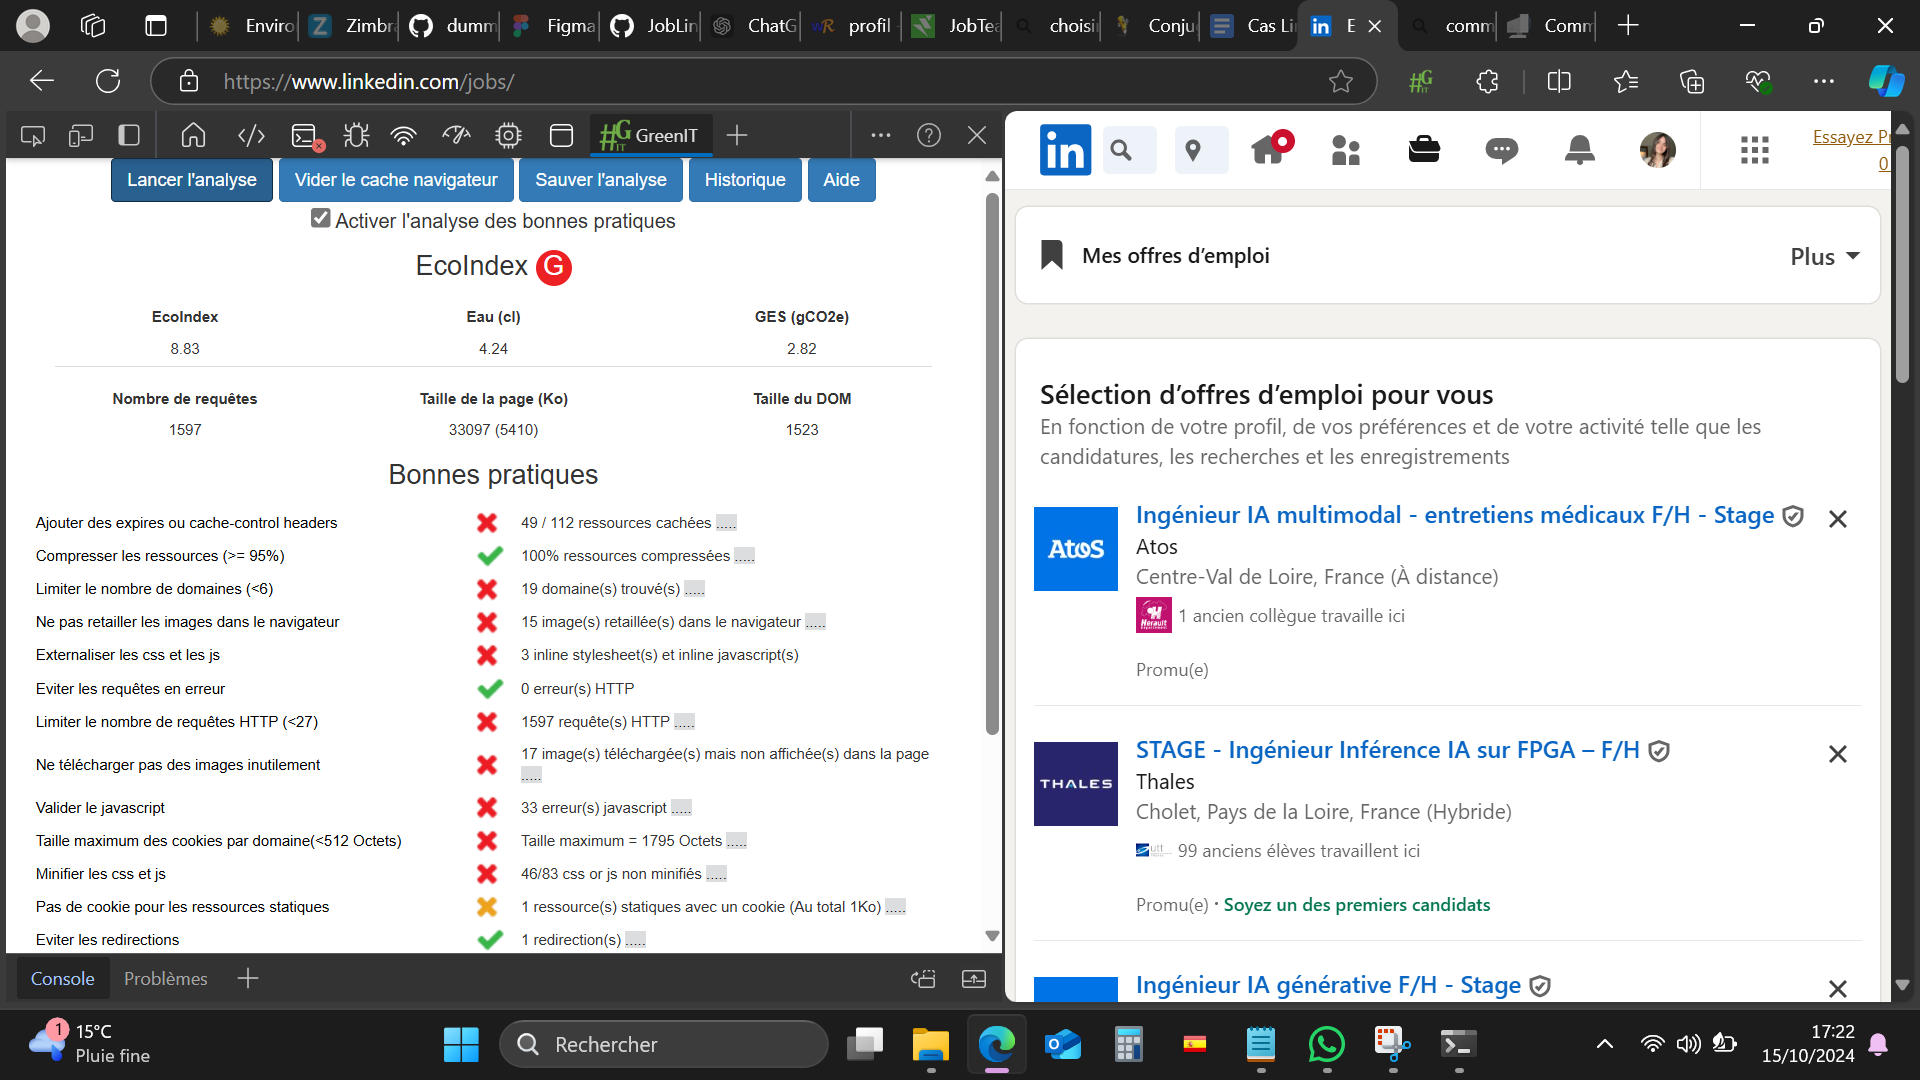 Enviro
Zimbra
dumm
Figma
JobLin
ChatG
profil
JobTea
choisi
Conju
Cas Li
E
comm
Comm
https://www.linkedin.com/jobs/
GreenIT
Lancer l'analyse
Vider le cache navigateur
Sauver l'analyse
Historique
Aide
Activer l'analyse des bonnes pratiques
EcoIndex G
EcoIndex
Eau (cl)
GES (gCO2e)
8.83
4.24
2.82
Nombre de requêtes
Taille de la page (Ko)
Taille du DOM
1597
33097 (5410)
1523
Bonnes pratiques
Ajouter des expires ou cache-control headers
49 / 112 ressources cachées .....
Compresser les ressources (>= 95%)
100% ressources compressées .....
Limiter le nombre de domaines (<6)
19 domaine(s) trouvé(s) .....
Ne pas retailler les images dans le navigateur
15 image(s) retaillée(s) dans le navigateur .....
Externaliser les css et les js
3 inline stylesheet(s) et inline javascript(s)
Eviter les requêtes en erreur
0 erreur(s) HTTP
Limiter le nombre de requêtes HTTP (<27)
1597 requête(s) HTTP .....
Ne télécharger pas des images inutilement
17 image(s) téléchargée(s) mais non affichée(s) dans la page
.....
Valider le javascript
33 erreur(s) javascript .....
Taille maximum des cookies par domaine(<512 Octets)
Taille maximum = 1795 Octets .....
Minifier les css et js
46/83 css or js non minifiés .....
Pas de cookie pour les ressources statiques
1 ressource(s) statiques avec un cookie (Au total 1Ko) .....
Eviter les redirections
1 redirection(s) .....
Console
Problèmes
in
Essayez Pr
0
Mes offres d’emploi
Plus
Sélection d’offres d’emploi pour vous
En fonction de votre profil, de vos préférences et de votre activité telle que les
candidatures, les recherches et les enregistrements
Ingénieur IA multimodal - entretiens médicaux F/H - Stage
Atos
Atos
Centre-Val de Loire, France (À distance)
Hérault
1 ancien collègue travaille ici
Promu(e)
STAGE - Ingénieur Inférence IA sur FPGA – F/H
THALES
Thales
Cholet, Pays de la Loire, France (Hybride)
utt
99 anciens élèves travaillent ici
Promu(e) · Soyez un des premiers candidats
Ingénieur IA générative F/H - Stage
1
15°C
Pluie fine
Rechercher
17:22
15/10/2024